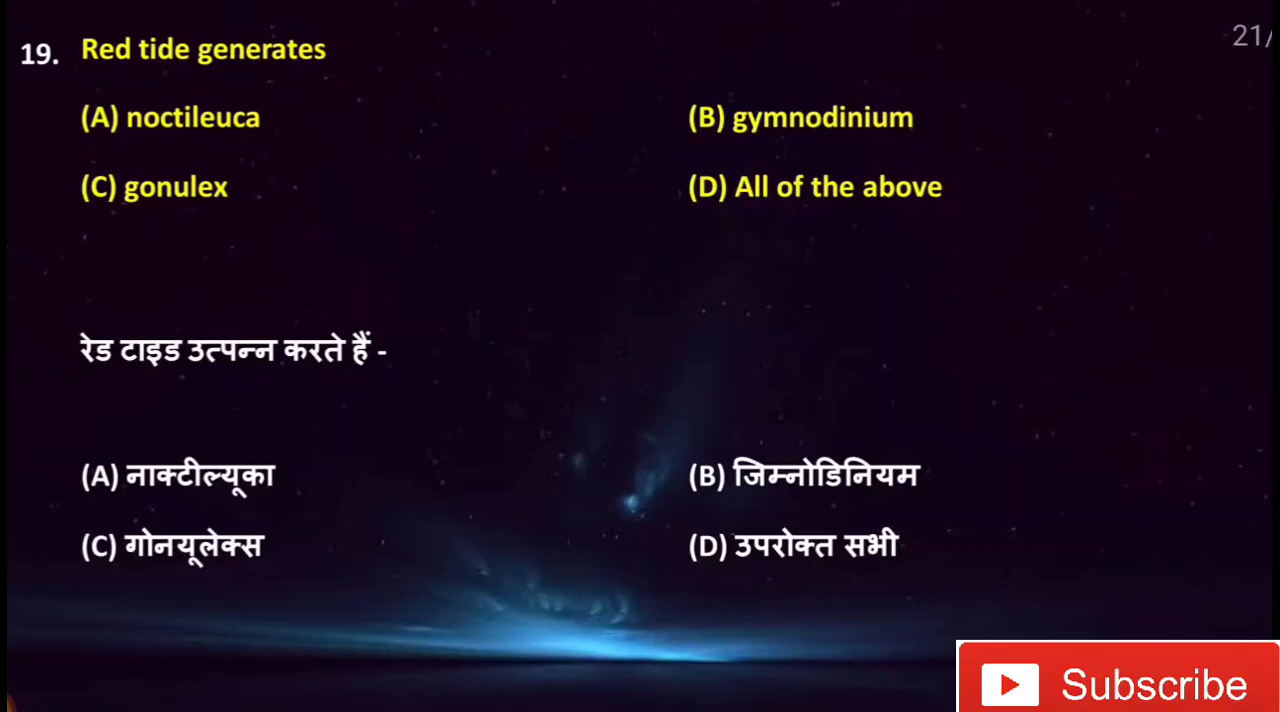 21/
19. Red tide generates
(A) noctileuca (B) gymnodinium
(C) gonulex (D) All of the above
रेड टाइड उत्पन्न करते हैं -
(A) नाक्टील्यूका (B) जिम्नोडिनियम
(C) गोनयूलेक्स (D) उपरोक्त सभी
Subscribe